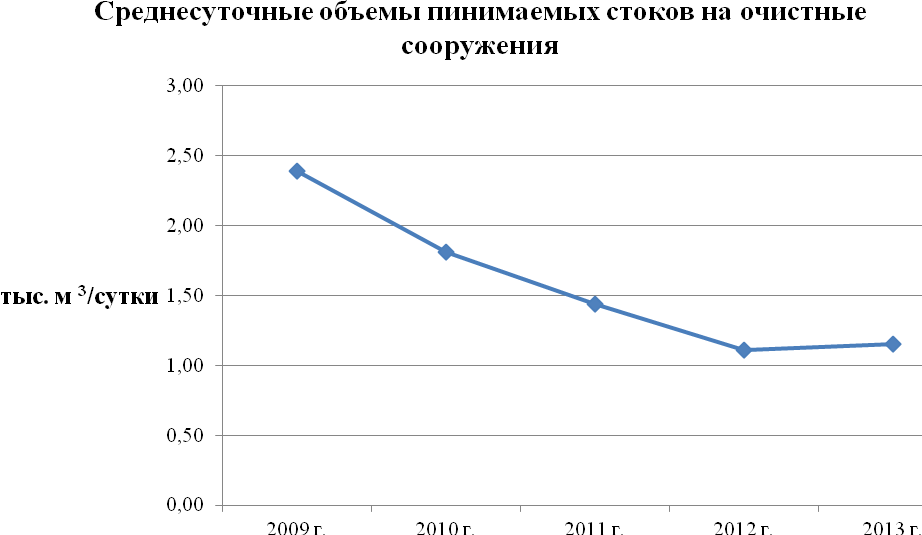 Среднесуточные объемы пинимаемых стоков на очистные
сооружения
3,00
2,50
2,00
тыс. м ³/сутки 1,50
1,00
0,50
0,00
2009 г. 2010 г. 2011 г. 2012 г. 2013 г.